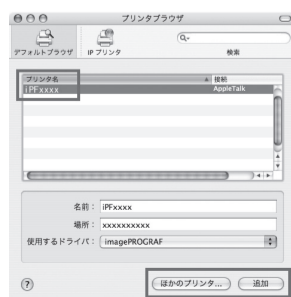 プリンタブラウザ
デフォルトブラウザ IP プリンタ 検索
プリンタ名 接続
iPFxxxx AppleTalk
名前： iPFxxxx
場所： xxxxxxxxxx
使用するドライバ： imagePROGRAF
? ほかのプリンタ... 追加